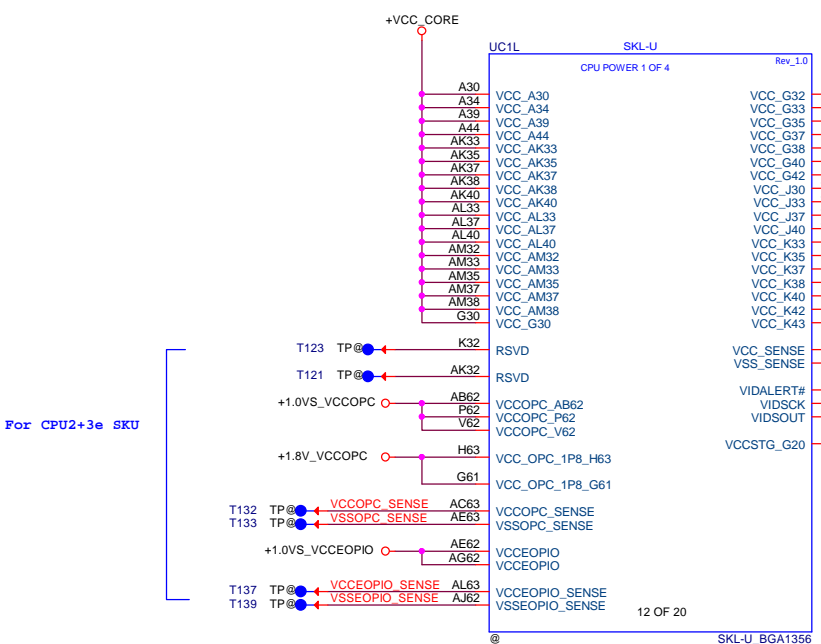 +VCC_CORE
UC1L SKL-U
CPU POWER 1 OF 4 Rev_1.0
A30 VCC_A30 VCC_G32
A34 VCC_A34 VCC_G33
A39 VCC_A39 VCC_G35
A44 VCC_A44 VCC_G37
AK33 VCC_AK33 VCC_G38
AK35 VCC_AK35 VCC_G40
AK37 VCC_AK37 VCC_G42
AK38 VCC_AK38 VCC_J30
AK40 VCC_AK40 VCC_J33
AL33 VCC_AL33 VCC_J37
AL37 VCC_AL37 VCC_J40
AL40 VCC_AL40 VCC_K33
AM32 VCC_AM32 VCC_K35
AM33 VCC_AM33 VCC_K37
AM35 VCC_AM35 VCC_K38
AM37 VCC_AM37 VCC_K40
AM38 VCC_AM38 VCC_K42
G30 VCC_G30 VCC_K43
T123 TP@ K32 RSVD VCC_SENSE
VSS_SENSE
T121 TP@ AK32 RSVD
VIDALERT#
+1.0VS_VCCOPC AB62 VCCOPC_AB62 VIDSCK
P62 VCCOPC_P62 VIDSOUT
V62 VCCOPC_V62
For CPU2+3e SKU
VCCSTG_G20
+1.8V_VCCOPC H63 VCC_OPC_1P8_H63
G61 VCC_OPC_1P8_G61
T132 TP@ VCCOPC_SENSE AC63 VCCOPC_SENSE
T133 TP@ VSSOPC_SENSE AE63 VSSOPC_SENSE
+1.0VS_VCCEOPIO AE62 VCCEOPIO
AG62 VCCEOPIO
T137 TP@ VCCEOPIO_SENSE AL63 VCCEOPIO_SENSE
T139 TP@ VSSEOPIO_SENSE AJ62 VSSEOPIO_SENSE
12 OF 20
@ SKL-U_BGA1356